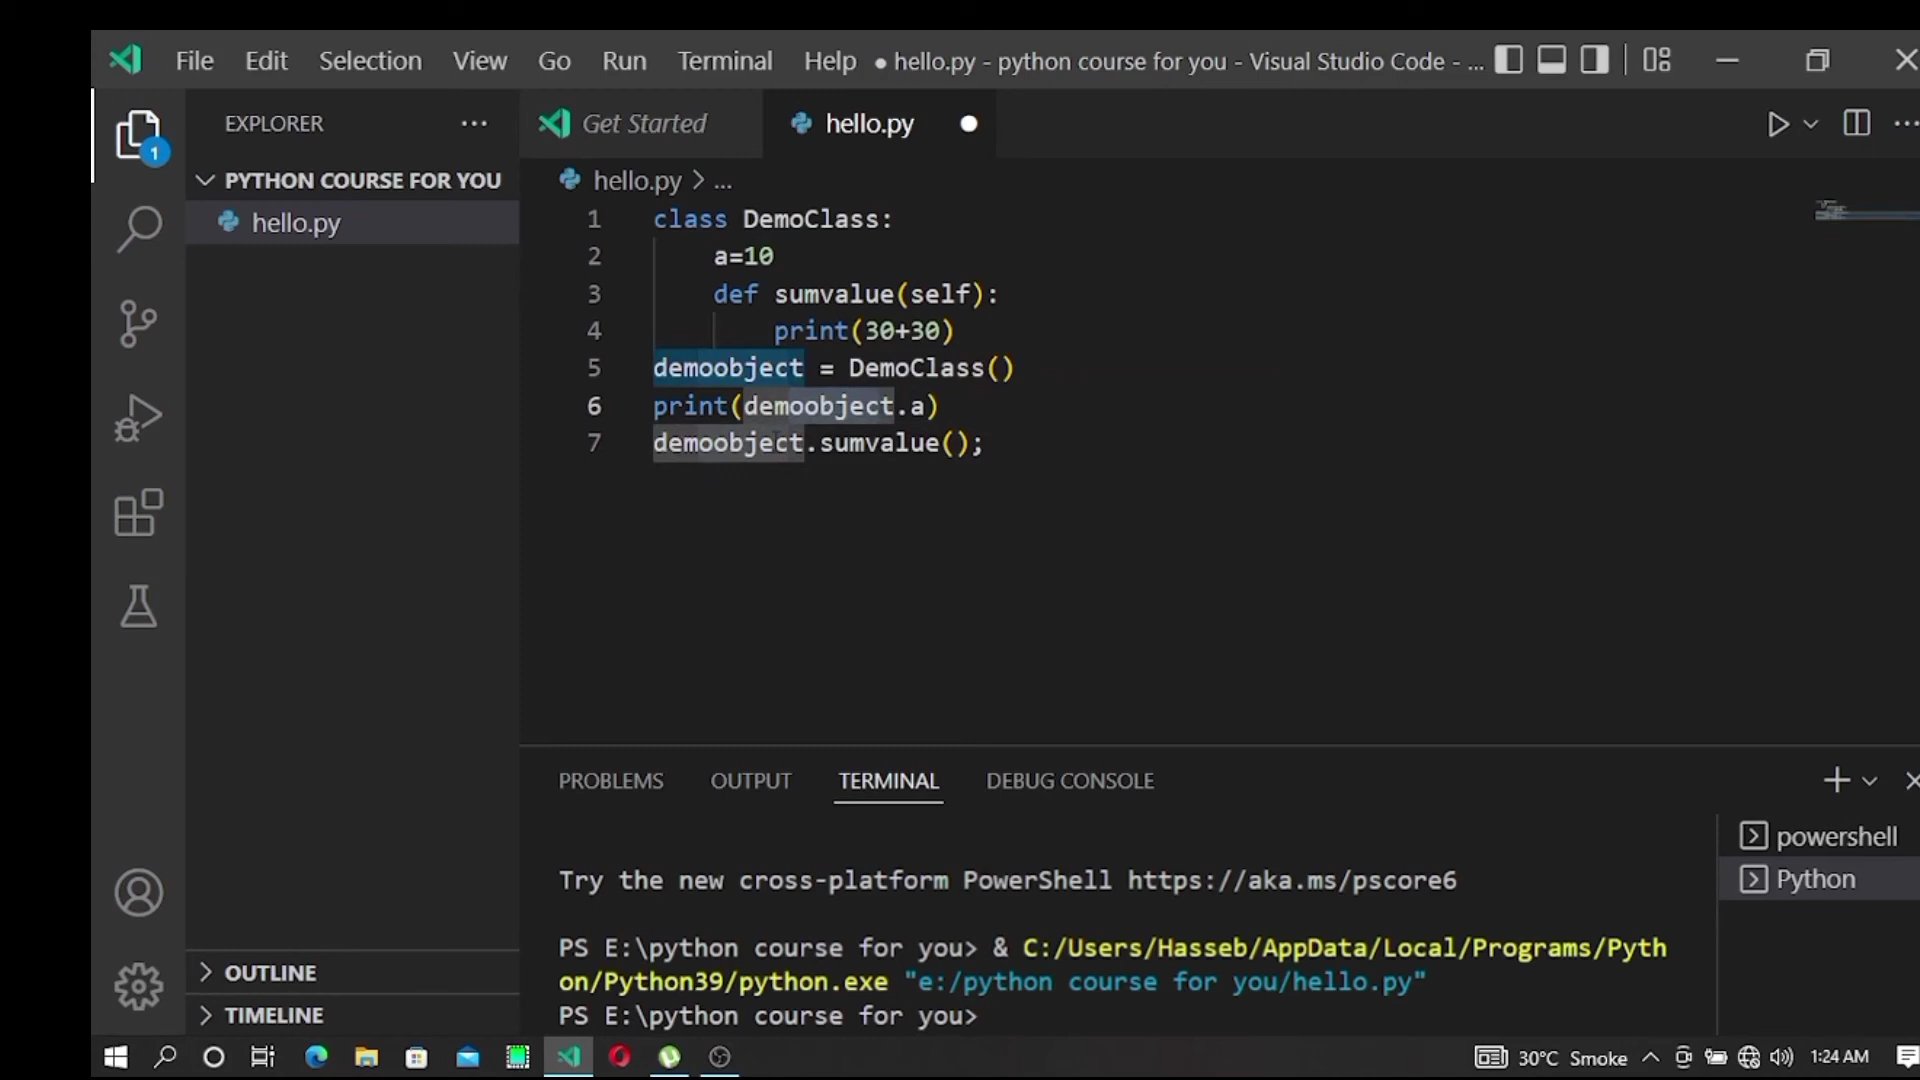 File Edit Selection View Go Run Terminal Help ● hello.py - python course for you - Visual Studio Code - ...
EXPLORER ...
Get Started
hello.py
1
PYTHON COURSE FOR YOU
hello.py
hello.py > ...
1 class DemoClass:
2 a=10
3 def sumvalue(self):
4 print(30+30)
5 demoobject = DemoClass()
6 print(demoobject.a)
7 demoobject.sumvalue();
PROBLEMS OUTPUT TERMINAL DEBUG CONSOLE
powershell
Python
Try the new cross-platform PowerShell https://aka.ms/pscore6
PS E:\python course for you> & C:/Users/Hasseb/AppData/Local/Programs/Pyth
on/Python39/python.exe "e:/python course for you/hello.py"
PS E:\python course for you>
OUTLINE
TIMELINE
30°C Smoke 1:24 AM